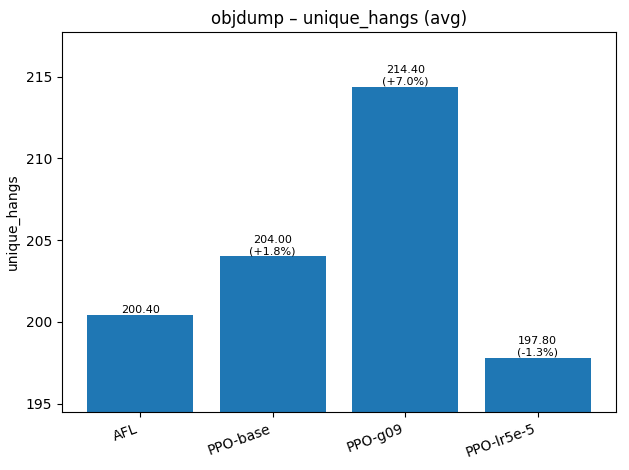 objdump – unique_hangs (avg)
unique_hangs
215
210
205
200
195
200.40
204.00
(+1.8%)
214.40
(+7.0%)
197.80
(-1.3%)
AFL
PPO-base
PPO-g09
PPO-lr5e-5